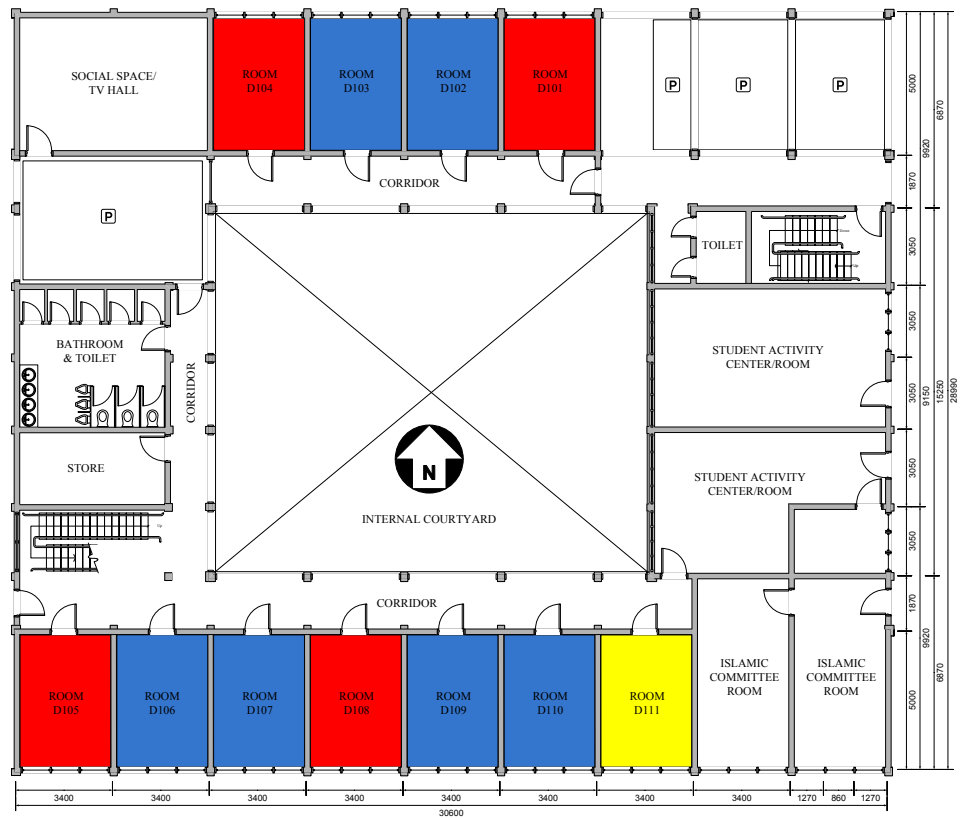 SOCIAL SPACE/
TV HALL
ROOM
D104
ROOM
D103
ROOM
D102
ROOM
D101
P
P
P
CORRIDOR
P
TOILET
BATHROOM
& TOILET
CORRIDOR
STUDENT ACTIVITY
CENTER/ROOM
STORE
STUDENT ACTIVITY
CENTER/ROOM
N
INTERNAL COURTYARD
CORRIDOR
ROOM
D105
ROOM
D106
ROOM
D107
ROOM
D108
ROOM
D109
ROOM
D110
ROOM
D111
ISLAMIC
COMMITTEE
ROOM
ISLAMIC
COMMITTEE
ROOM
5000
6870
9920
1870
3050
3050
3050
9150
15250
28990
3050
3050
1870
9920
6870
5000
3400
3400
3400
3400
3400
3400
3400
3400
1270
860
1270
30600